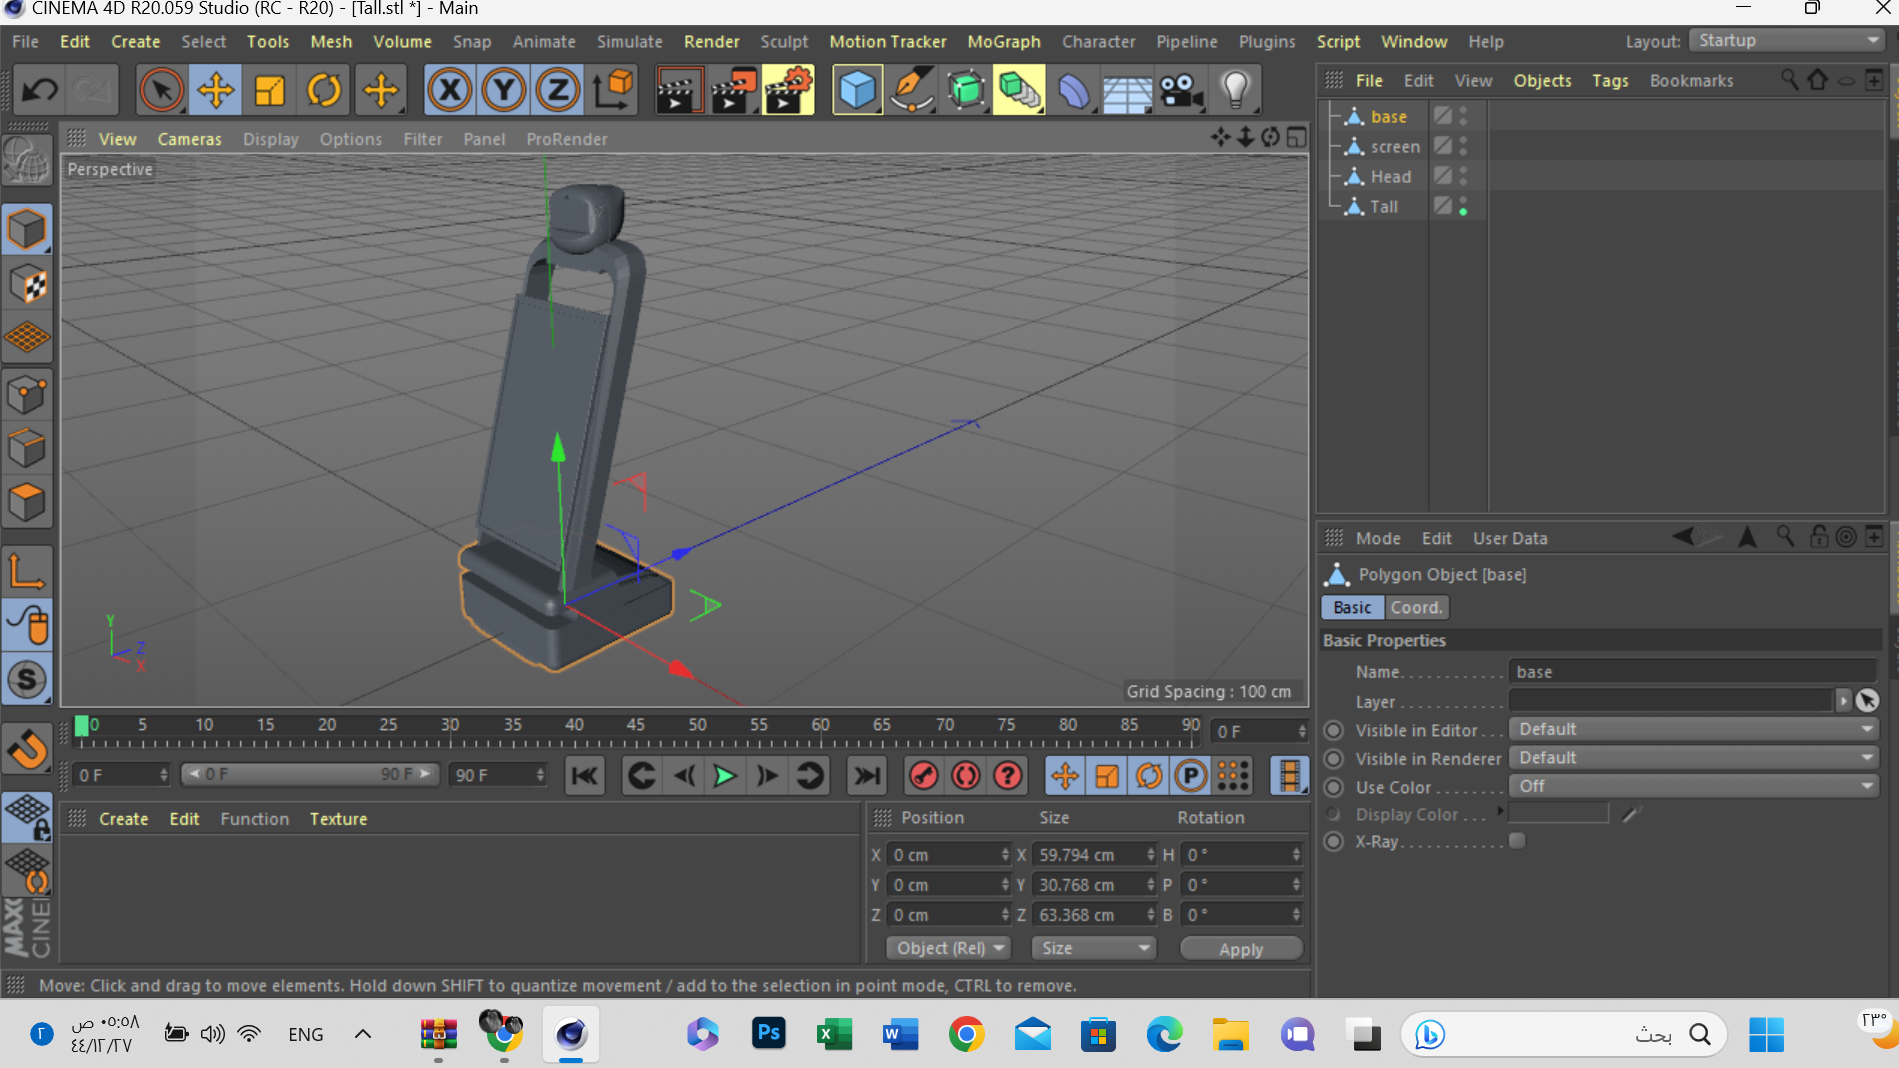 CINEMA 4D R20.059 Studio (RC - R20) - [Tall.stl *] - Main
File Edit Create Select Tools Mesh Volume Snap Animate Simulate Render Sculpt Motion Tracker MoGraph Character Pipeline Plugins Script Window Help Layout: Startup
File Edit View Objects Tags Bookmarks
View Cameras Display Options Filter Panel ProRender
Perspective
base
screen
Head
Tall
Y
Z
X
Grid Spacing : 100 cm
0 5 10 15 20 25 30 35 40 45 50 55 60 65 70 75 80 85 90 0 F
0 F 0 F 90 F 90 F
Create Edit Function Texture
Position Size Rotation
X 0 cm X 59.794 cm H 0 °
Y 0 cm Y 30.768 cm P 0 °
Z 0 cm Z 63.368 cm B 0 °
Object (Rel) Size Apply
Mode Edit User Data
Polygon Object [base]
Basic Coord.
Basic Properties
Name. . . . . . . . . . . . base
Layer . . . . . . . . . . . .
Visible in Editor . . . Default
Visible in Renderer Default
Use Color . . . . . . . . Off
Display Color . . .
X-Ray. . . . . . . . . . . .
MAXO
CINEI
Move: Click and drag to move elements. Hold down SHIFT to quantize movement / add to the selection in point mode, CTRL to remove.
٢
٠٥:٥٨ ص
٤٤/١٢/٢٧
ENG
Ps
بحث
٢٣°